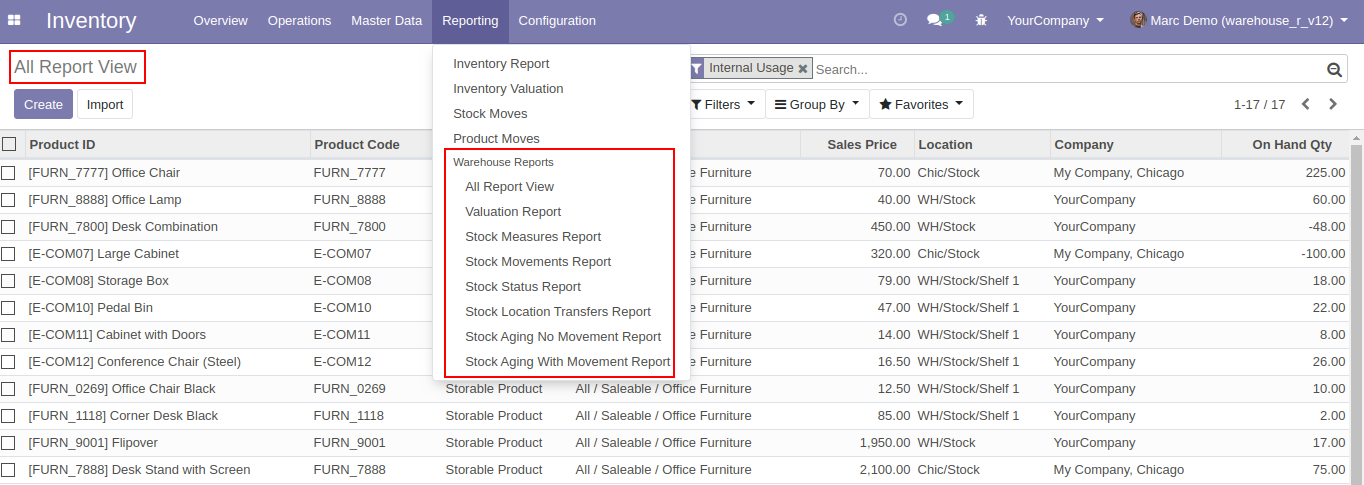 Inventory Overview Operations Master Data Reporting Configuration 1 YourCompany Marc Demo (warehouse_r_v12)
All Report View
Internal Usage Search...
Create Import Filters Group By Favorites 1-17 / 17
Inventory Report
Inventory Valuation
Stock Moves
Product Moves
Warehouse Reports
All Report View
Valuation Report
Stock Measures Report
Stock Movements Report
Stock Status Report
Stock Location Transfers Report
Stock Aging No Movement Report
Stock Aging With Movement Report
Product ID Product Code Sales Price Location Company On Hand Qty
[FURN_7777] Office Chair FURN_7777 e Furniture 70.00 Chic/Stock My Company, Chicago 225.00
[FURN_8888] Office Lamp FURN_8888 e Furniture 40.00 WH/Stock YourCompany 60.00
[FURN_7800] Desk Combination FURN_7800 e Furniture 450.00 WH/Stock YourCompany -48.00
[E-COM07] Large Cabinet E-COM07 e Furniture 320.00 Chic/Stock My Company, Chicago -100.00
[E-COM08] Storage Box E-COM08 e Furniture 79.00 WH/Stock/Shelf 1 YourCompany 18.00
[E-COM10] Pedal Bin E-COM10 e Furniture 47.00 WH/Stock/Shelf 1 YourCompany 22.00
[E-COM11] Cabinet with Doors E-COM11 e Furniture 14.00 WH/Stock/Shelf 1 YourCompany 8.00
[E-COM12] Conference Chair (Steel) E-COM12 e Furniture 16.50 WH/Stock/Shelf 1 YourCompany 26.00
[FURN_0269] Office Chair Black FURN_0269 Storable Product All / Saleable / Office Furniture 12.50 WH/Stock/Shelf 1 YourCompany 10.00
[FURN_1118] Corner Desk Black FURN_1118 Storable Product All / Saleable / Office Furniture 85.00 WH/Stock/Shelf 1 YourCompany 2.00
[FURN_9001] Flipover FURN_9001 Storable Product All / Saleable / Office Furniture 1,950.00 WH/Stock YourCompany 17.00
[FURN_7888] Desk Stand with Screen FURN_7888 Storable Product All / Saleable / Office Furniture 2,100.00 Chic/Stock My Company, Chicago 75.00